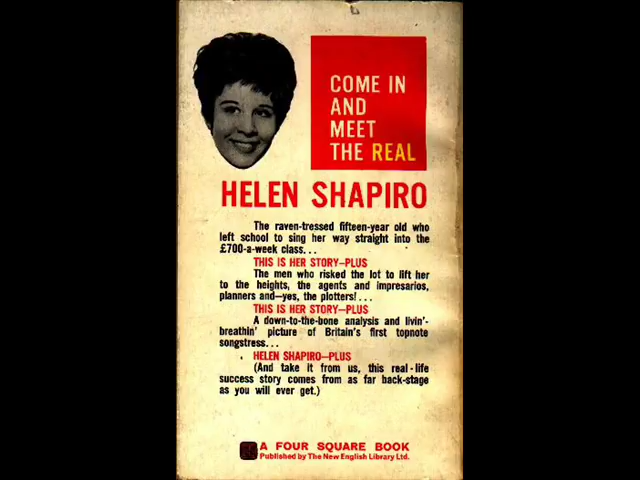 COME IN
AND
MEET
THE REAL
HELEN SHAPIRO
The raven-tressed fifteen-year old who
left school to sing her way straight into the
£700-a-week class...
THIS IS HER STORY—PLUS
The men who risked the lot to lift her
to the heights, the agents and impresarios,
planners and—yes, the plotters!...
THIS IS HER STORY—PLUS
A down-to-the-bone analysis and livin'-
breathin' picture of Britain's first topnote
songstress...
HELEN SHAPIRO—PLUS
(And take it from us, this real-life
success story comes from as far back-stage
as you will ever get.)
A FOUR SQUARE BOOK
Published by The New English Library Ltd.